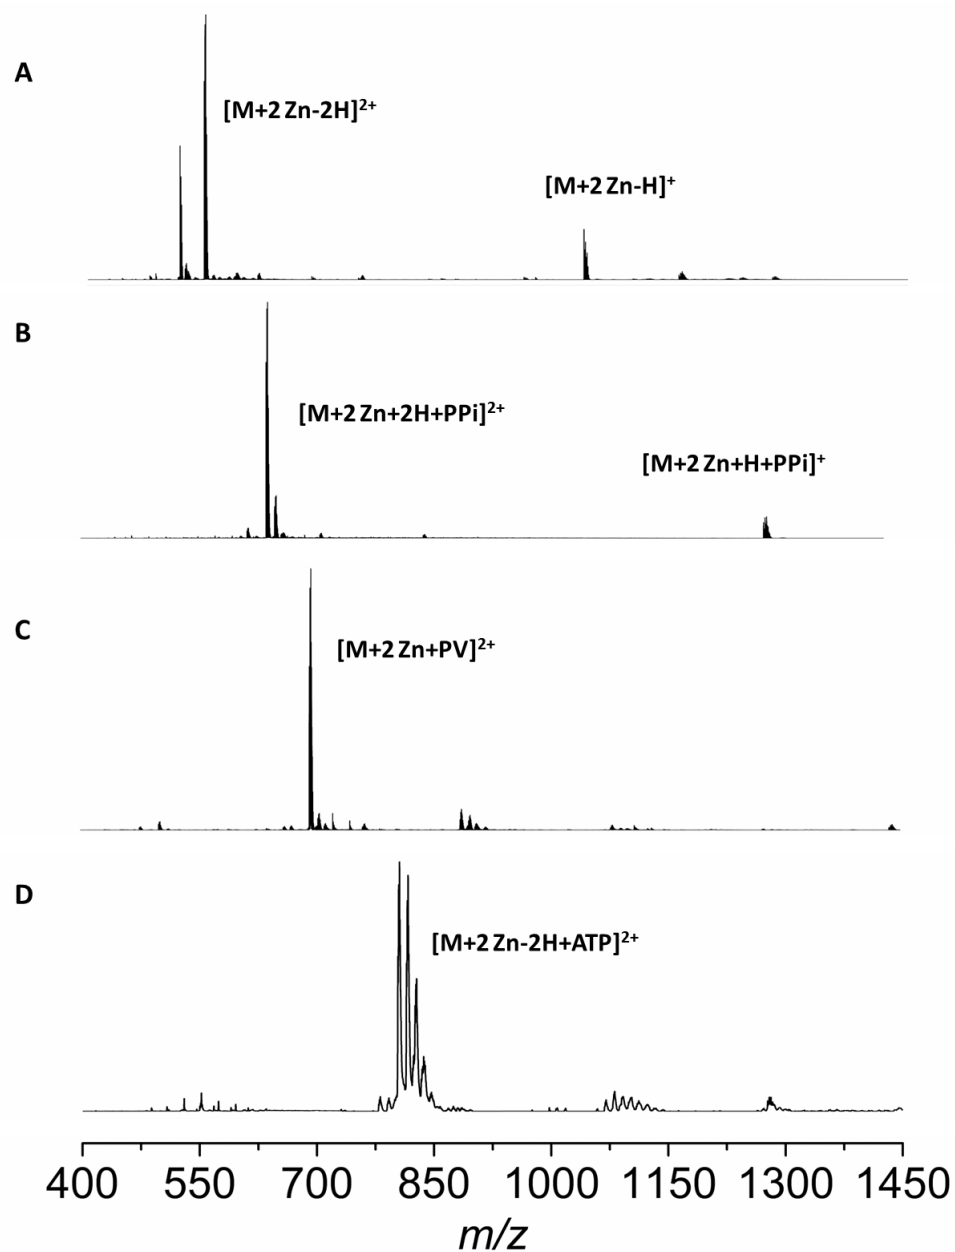 A
[M+2 Zn-2H]2+
[M+2 Zn-H]+
B
[M+2 Zn+2H+PPi]2+
[M+2 Zn+H+PPi]+
C
[M+2 Zn+PV]2+
D
[M+2 Zn-2H+ATP]2+
400 550 700 850 1000 1150 1300 1450
m/z